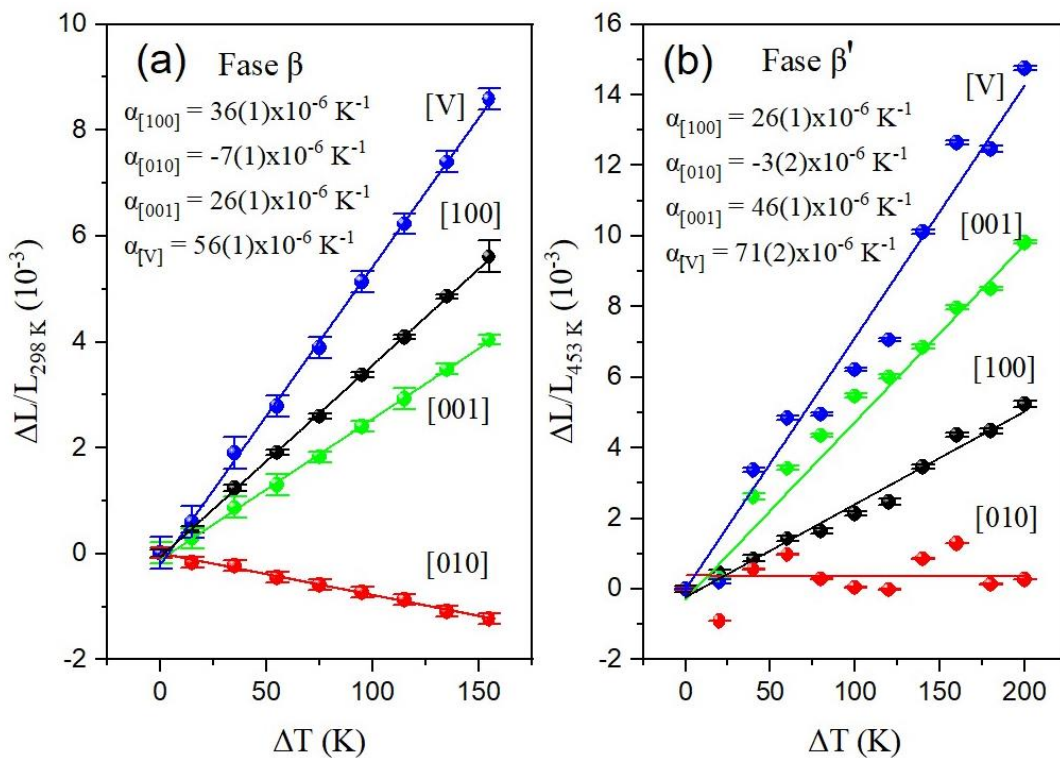 (a) Fase β
α[100] = 36(1)x10⁻⁶ K⁻¹
α[010] = -7(1)x10⁻⁶ K⁻¹
α[001] = 26(1)x10⁻⁶ K⁻¹
α[V] = 56(1)x10⁻⁶ K⁻¹
[V]
[100]
[001]
[010]
10
8
6
4
2
0
-2
ΔL/L298 K (10⁻³)
0 50 100 150
ΔT (K)
(b) Fase β'
α[100] = 26(1)x10⁻⁶ K⁻¹
α[010] = -3(2)x10⁻⁶ K⁻¹
α[001] = 46(1)x10⁻⁶ K⁻¹
α[V] = 71(2)x10⁻⁶ K⁻¹
[V]
[001]
[100]
[010]
16
14
12
10
8
6
4
2
0
-2
ΔL/L453 K (10⁻³)
0 50 100 150 200
ΔT (K)